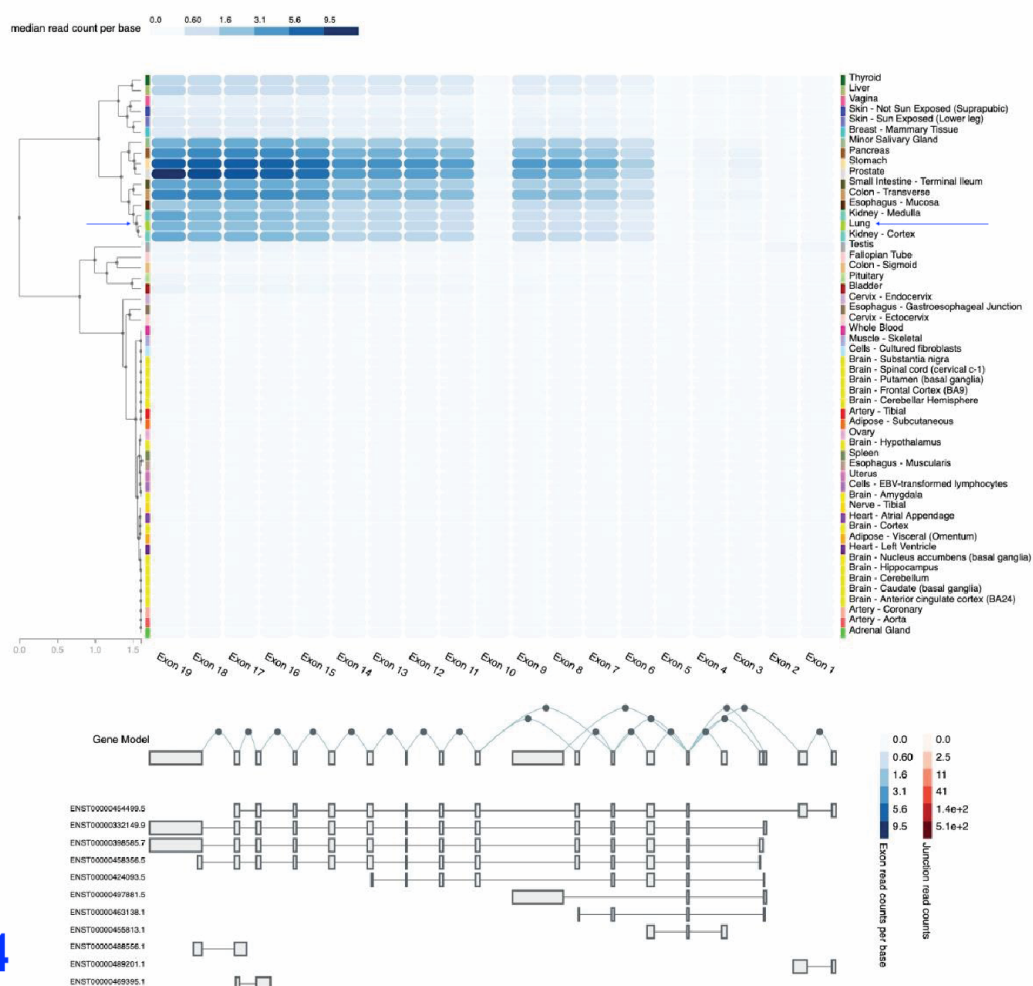 median read count per base
0.0 0.60 1.6 3.1 5.6 9.5
Thyroid
Liver
Vagina
Skin - Not Sun Exposed (Suprapubic)
Skin - Sun Exposed (Lower leg)
Breast - Mammary Tissue
Minor Salivary Gland
Pancreas
Stomach
Prostate
Small Intestine - Terminal Ileum
Colon - Transverse
Esophagus - Mucosa
Kidney - Medulla
Lung
Kidney - Cortex
Testis
Fallopian Tube
Colon - Sigmoid
Pituitary
Bladder
Cervix - Endocervix
Esophagus - Gastroesophageal Junction
Cervix - Ectocervix
Whole Blood
Muscle - Skeletal
Cells - Cultured fibroblasts
Brain - Substantia nigra
Brain - Spinal cord (cervical c-1)
Brain - Putamen (basal ganglia)
Brain - Frontal Cortex (BA9)
Brain - Cerebellar Hemisphere
Artery - Tibial
Adipose - Subcutaneous
Ovary
Brain - Hypothalamus
Spleen
Esophagus - Muscularis
Uterus
Cells - EBV-transformed lymphocytes
Brain - Amygdala
Nerve - Tibial
Heart - Atrial Appendage
Brain - Cortex
Adipose - Visceral (Omentum)
Heart - Left Ventricle
Brain - Nucleus accumbens (basal ganglia)
Brain - Hippocampus
Brain - Cerebellum
Brain - Caudate (basal ganglia)
Brain - Anterior cingulate cortex (BA24)
Artery - Coronary
Artery - Aorta
Adrenal Gland
0.0 0.5 1.0 1.5
Exon 19 Exon 18 Exon 17 Exon 16 Exon 15 Exon 14 Exon 13 Exon 12 Exon 11 Exon 10 Exon 9 Exon 8 Exon 7 Exon 6 Exon 5 Exon 4 Exon 3 Exon 2 Exon 1
Gene Model
0.0 0.0
0.60 2.5
1.6 11
3.1 41
5.6 1.4e+2
9.5 5.1e+2
Exon read counts per base
Junction read counts
ENST00000454499.5
ENST00000332149.9
ENST00000398585.7
ENST00000458356.5
ENST00000424093.5
ENST00000497881.5
ENST00000463138.1
ENST00000455813.1
ENST00000488556.1
ENST00000489201.1
ENST00000469395.1
4